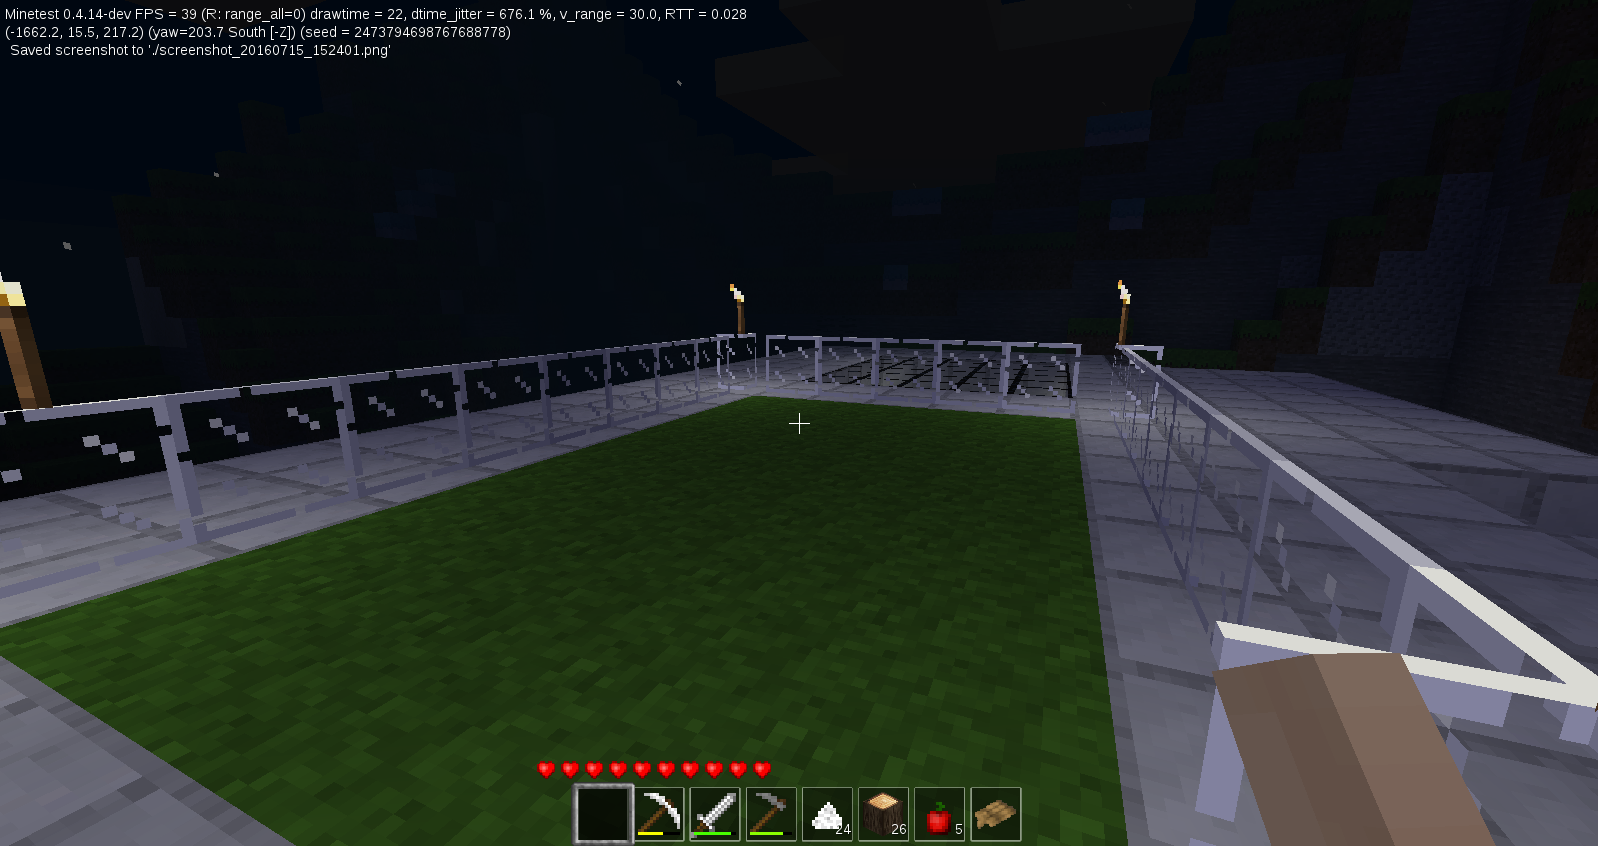 Minetest 0.4.14-dev FPS = 39 (R: range_all=0) drawtime = 22, dtime_jitter = 676.1 %, v_range = 30.0, RTT = 0.028
(-1662.2, 15.5, 217.2) (yaw=203.7 South [-Z]) (seed = 2473794698767688778)
Saved screenshot to './screenshot_20160715_152401.png'
24 26 5